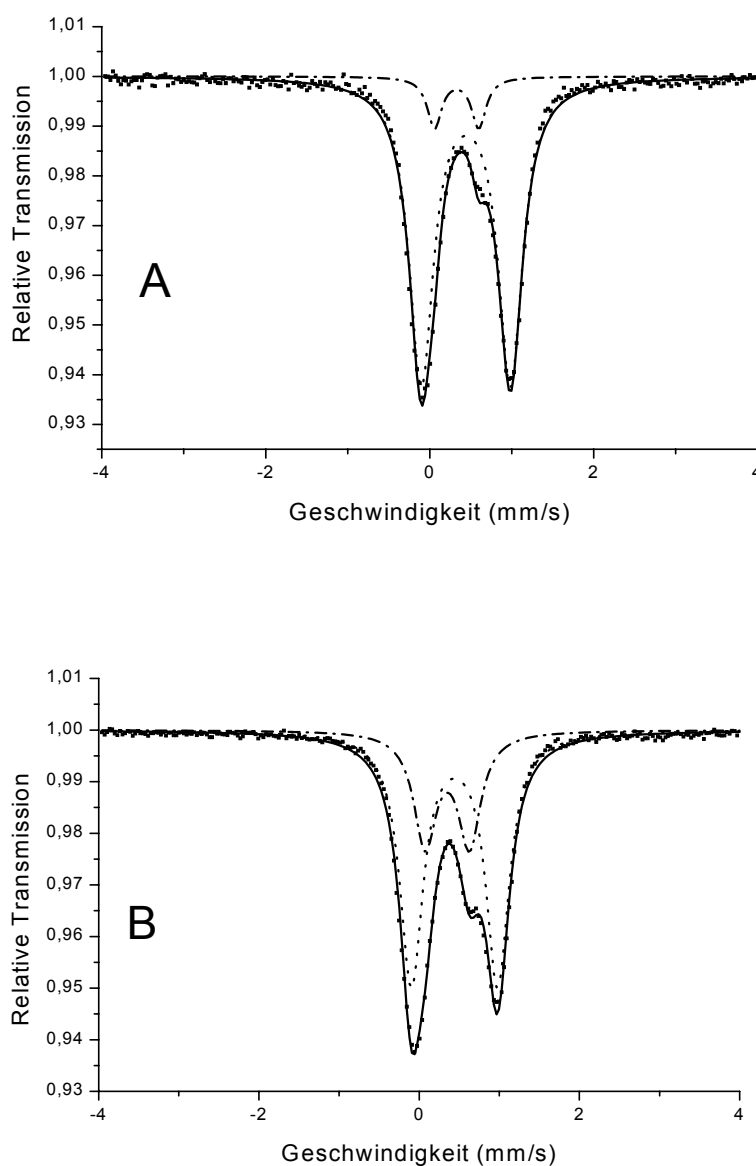 1,01
1,00
0,99
0,98
0,97
0,96
0,95
0,94
0,93
Relative Transmission
A
-4 -2 0 2 4
Geschwindigkeit (mm/s)
1,01
1,00
0,99
0,98
0,97
0,96
0,95
0,94
0,93
Relative Transmission
B
-4 -2 0 2 4
Geschwindigkeit (mm/s)